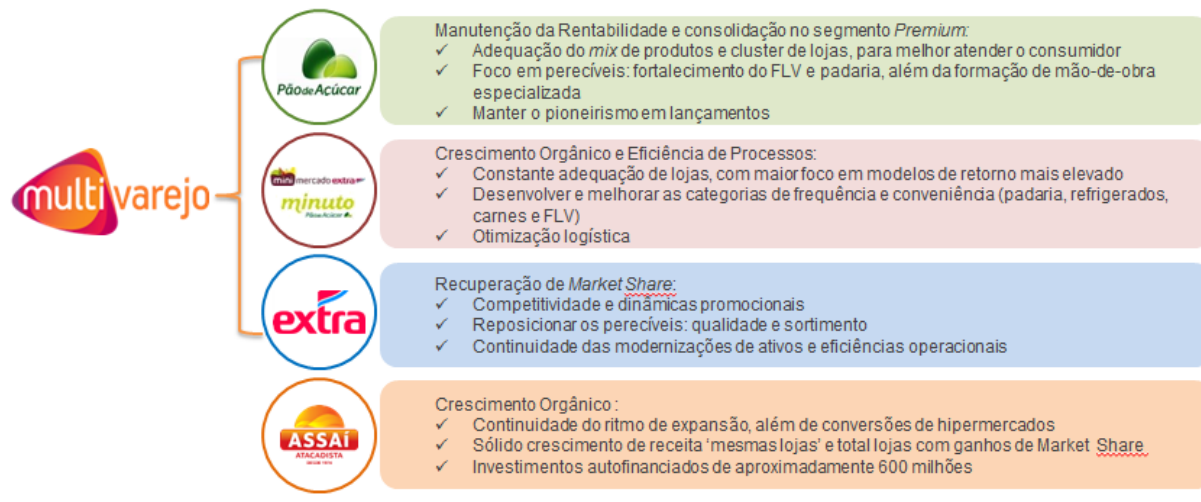 Manutenção da Rentabilidade e consolidação no segmento Premium:
✓ Adequação do mix de produtos e cluster de lojas, para melhor atender o consumidor
✓ Foco em perecíveis: fortalecimento do FLV e padaria, além da formação de mão-de-obra
especializada
✓ Manter o pioneirismo em lançamentos
Pão de Açúcar
Crescimento Orgânico e Eficiência de Processos:
✓ Constante adequação de lojas, com maior foco em modelos de retorno mais elevado
✓ Desenvolver e melhorar as categorias de frequência e conveniência (padaria, refrigerados,
carnes e FLV)
✓ Otimização logística
mini mercado extra
minuto
Pão de Açúcar
multivarejo
Recuperação de Market Share:
✓ Competitividade e dinâmicas promocionais
✓ Reposicionar os perecíveis: qualidade e sortimento
✓ Continuidade das modernizações de ativos e eficiências operacionais
extra
Crescimento Orgânico :
✓ Continuidade do ritmo de expansão, além de conversões de hipermercados
✓ Sólido crescimento de receita ‘mesmas lojas’ e total lojas com ganhos de Market Share
✓ Investimentos autofinanciados de aproximadamente 600 milhões
ASSAÍ
ATACADISTA
DESDE 1974